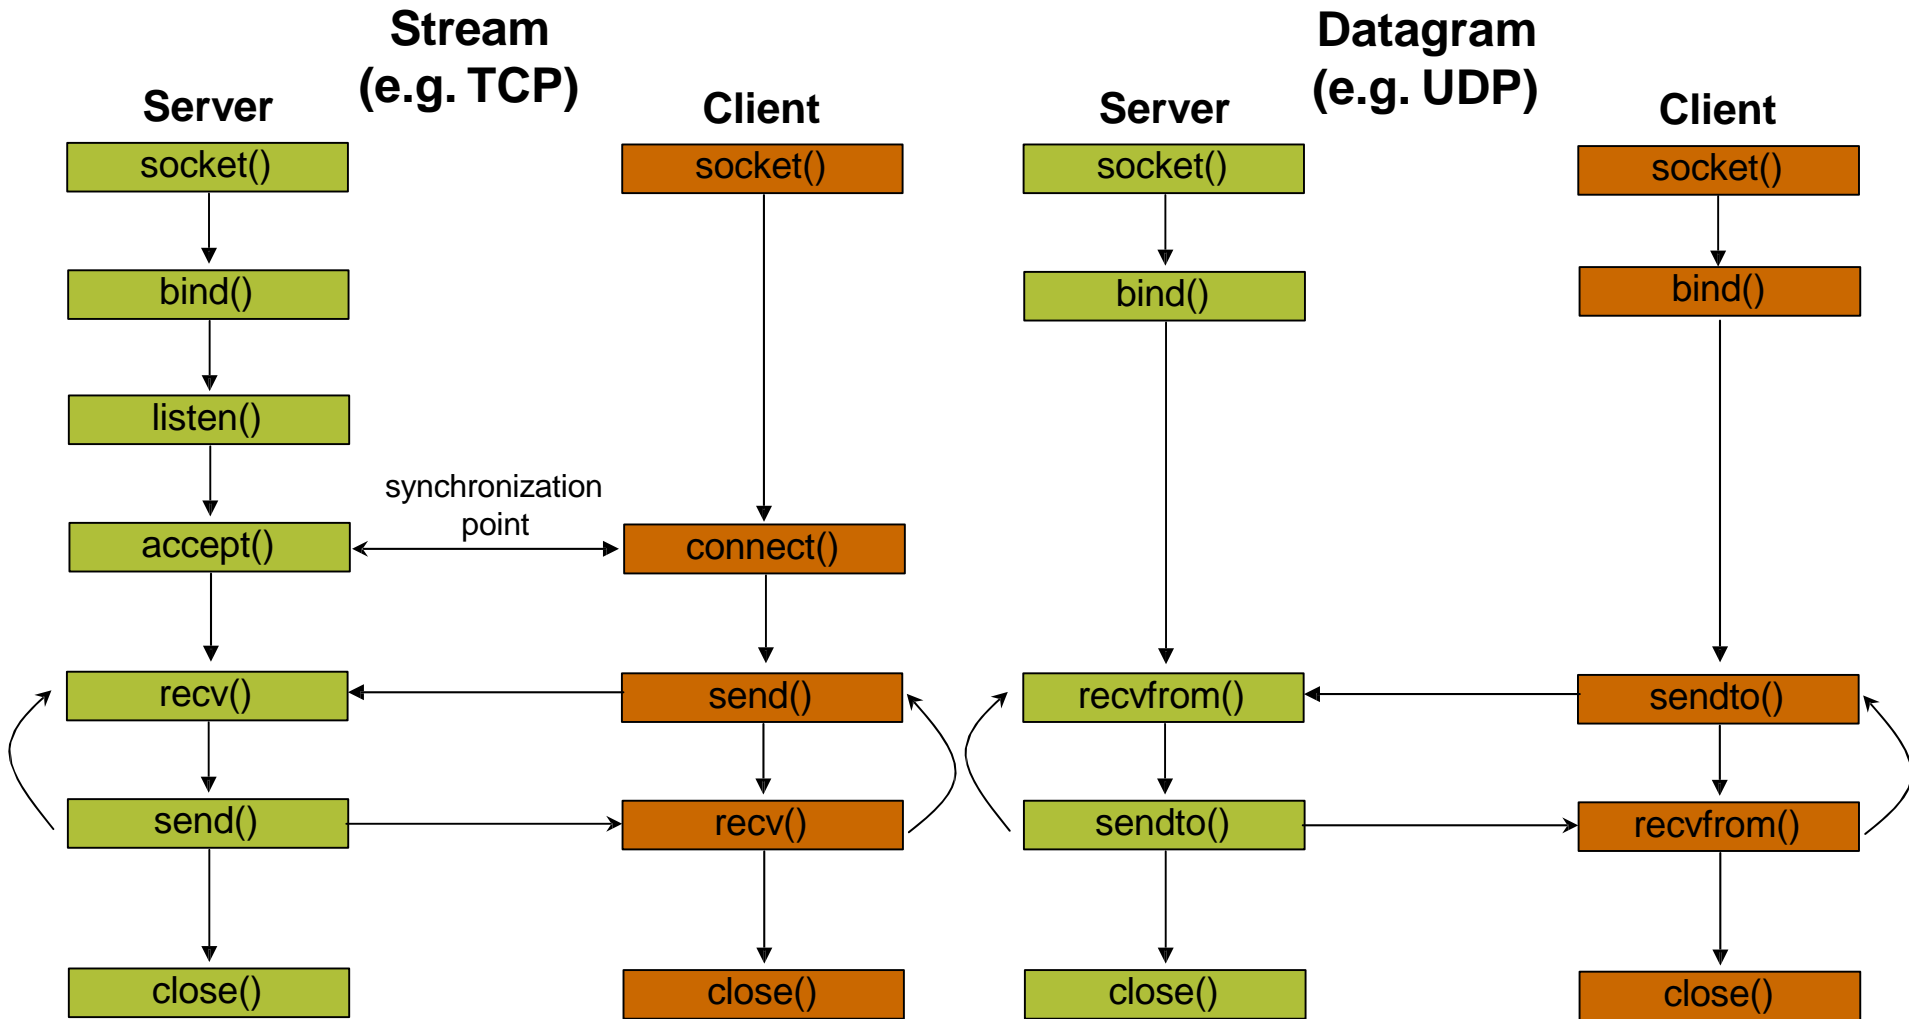 Stream
(e.g. TCP)
Server
Client
socket()
bind()
listen()
accept()
recv()
send()
close()
synchronization
point
socket()
connect()
send()
recv()
close()
Datagram
(e.g. UDP)
Server
Client
socket()
bind()
recvfrom()
sendto()
close()
socket()
bind()
sendto()
recvfrom()
close()